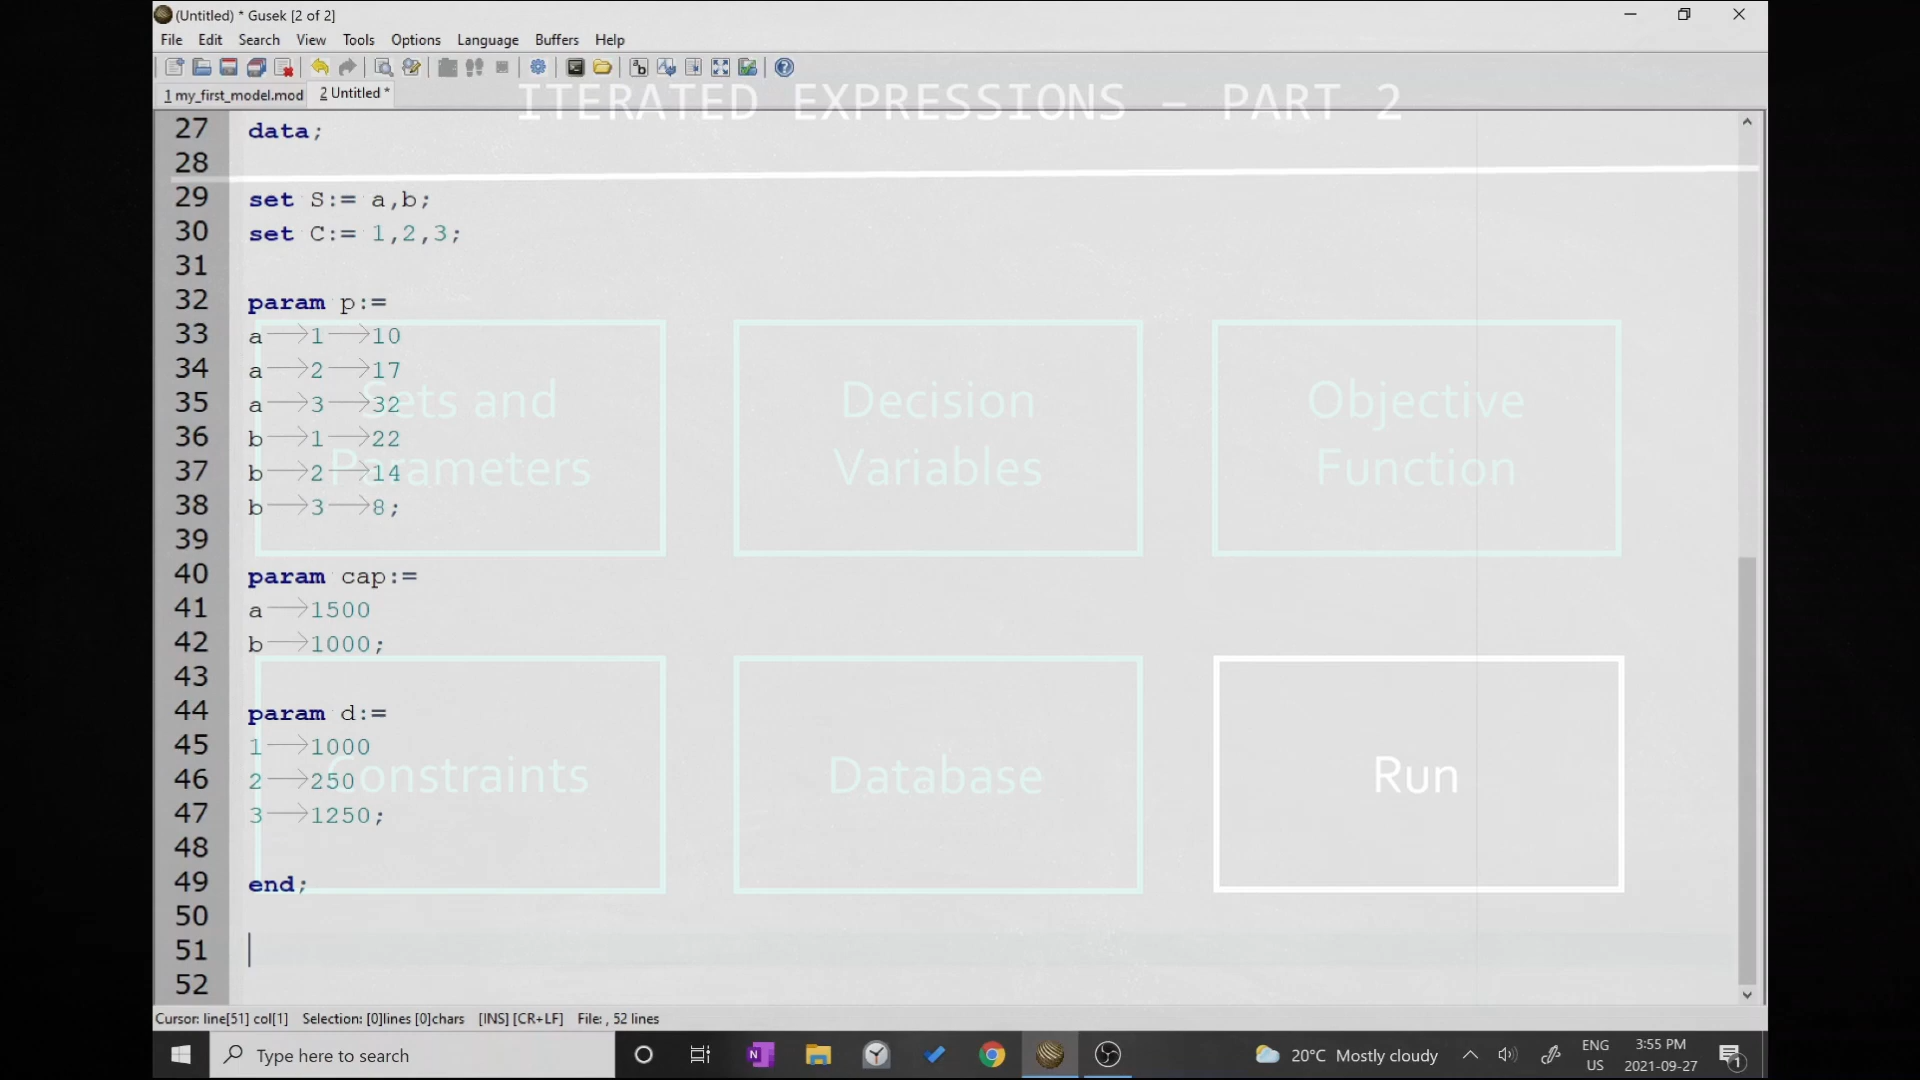 (Untitled) * Gusek [2 of 2]
File Edit Search View Tools Options Language Buffers Help
1 my_first_model.mod 2 Untitled *
ITERATED EXPRESSIONS – PART 2
27 data;
28
29 set S:= a,b;
30 set C:= 1,2,3;
31
32 param p:=
33 a 1 10
34 a 2 17
35 a 3 32
36 b 1 22
37 b 2 14
38 b 3 8;
39
40 param cap:=
41 a 1500
42 b 1000;
43
44 param d:=
45 1 1000
46 2 250
47 3 1250;
48
49 end;
50
51
52
Sets and
Parameters
Decision
Variables
Objective
Function
Constraints
Database
Run
Cursor: line[51] col[1] Selection: [0]lines [0]chars [INS] [CR+LF] File: , 52 lines
Type here to search
20°C Mostly cloudy
ENG
US
3:55 PM
2021-09-27
1